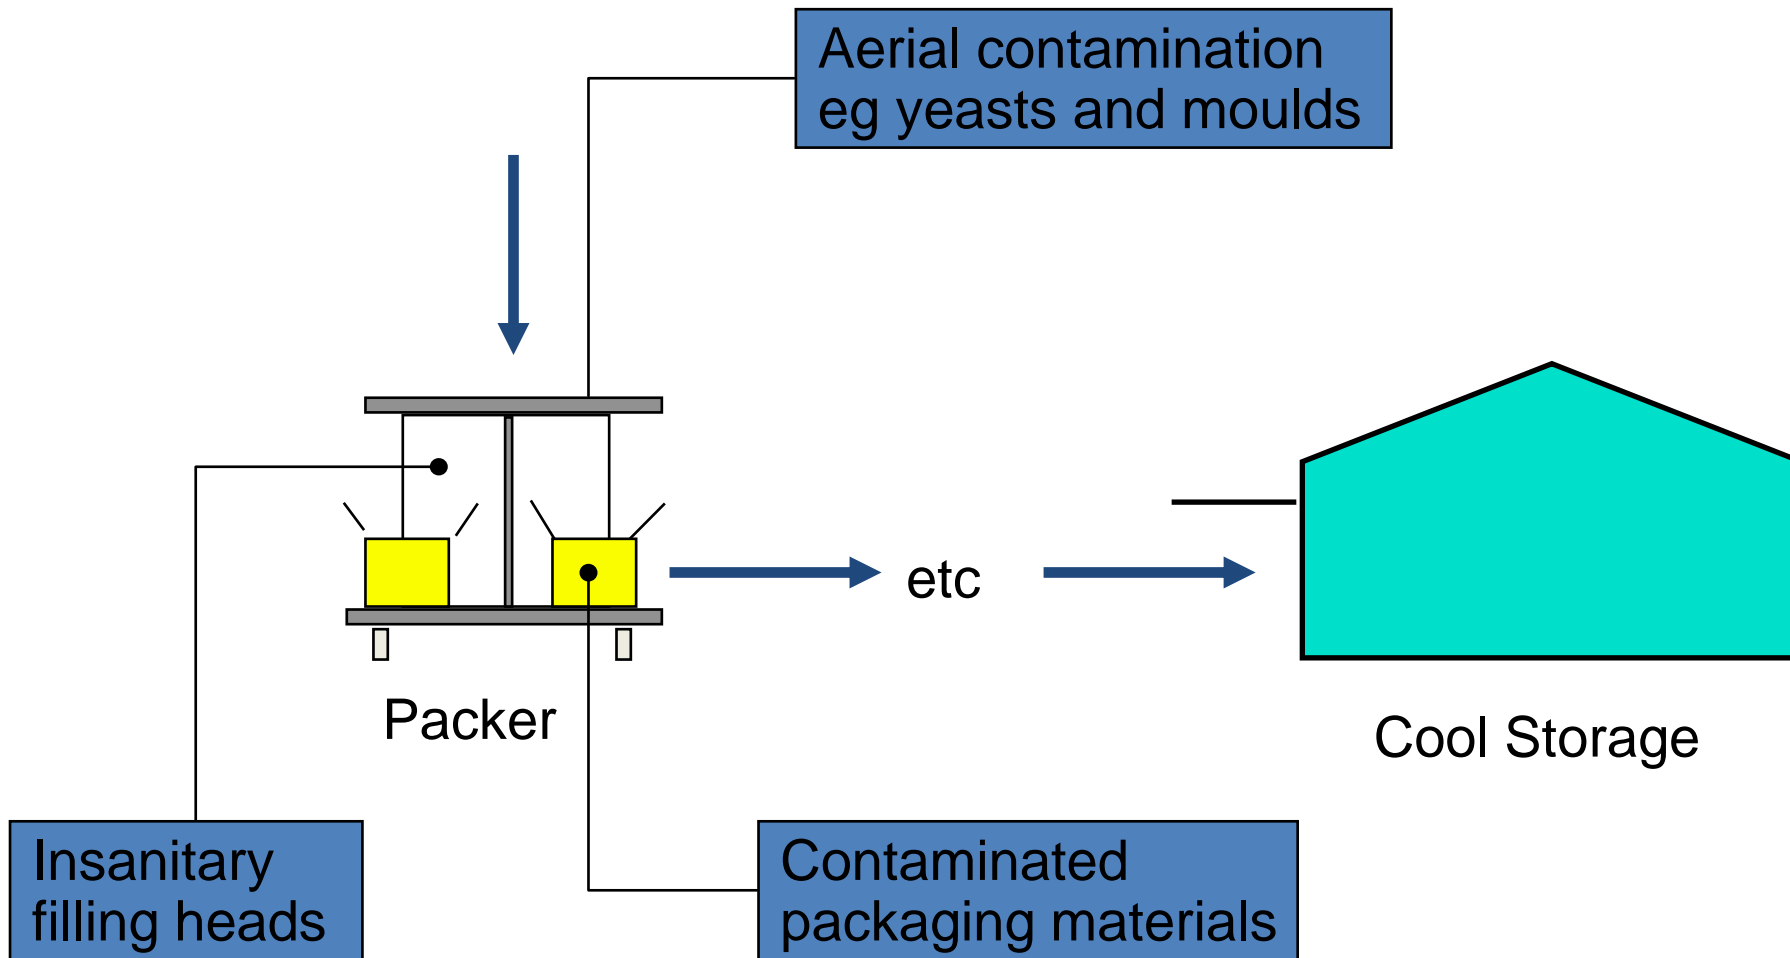 Aerial contamination
eg yeasts and moulds
etc
Packer
Cool Storage
Insanitary
filling heads
Contaminated
packaging materials